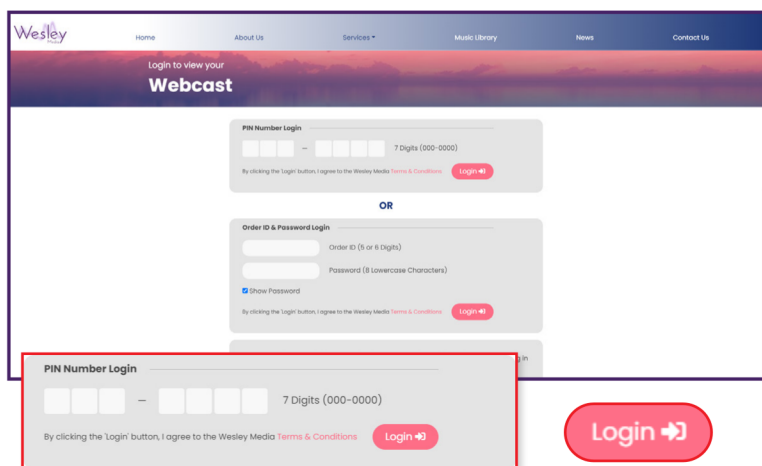 Wesley
Home About Us Services Music Library News Contact Us
Login to view your
Webcast
PIN Number Login
– 7 Digits (000-0000)
By clicking the 'Login' button, I agree to the Wesley Media Terms & Conditions Login
OR
Order ID & Password Login
Order ID (5 or 6 Digits)
Password (8 Lowercase Characters)
Show Password
By clicking the 'Login' button, I agree to the Wesley Media Terms & Conditions Login
PIN Number Login
– 7 Digits (000-0000)
By clicking the 'Login' button, I agree to the Wesley Media Terms & Conditions Login
Login